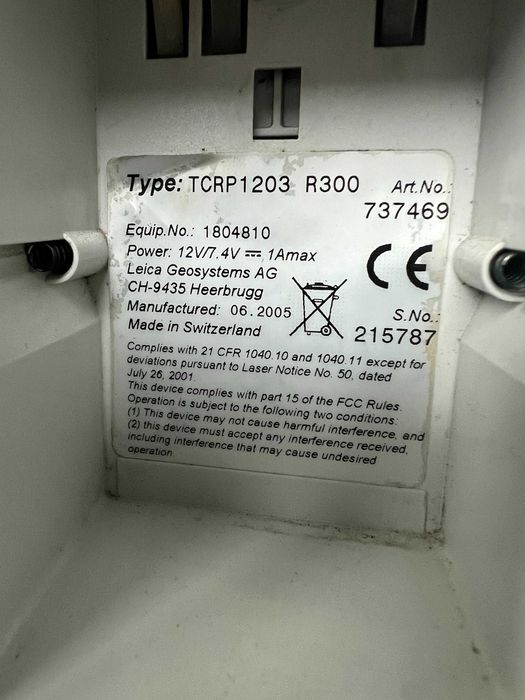 Type: TCRP1203 R300 Art.No.:
737469
Equip.No.: 1804810
Power: 12V/7.4V ⎓ 1Amax
Leica Geosystems AG
CH-9435 Heerbrugg
CE
Manufactured: 06.2005
S.No.:
Made in Switzerland
215787
Complies with 21 CFR 1040.10 and 1040.11 except for
deviations pursuant to Laser Notice No. 50, dated
July 26, 2001.
This device complies with part 15 of the FCC Rules.
Operation is subject to the following two conditions:
(1) This device may not cause harmful interference, and
(2) this device must accept any interference received,
including interference that may cause undesired
operation